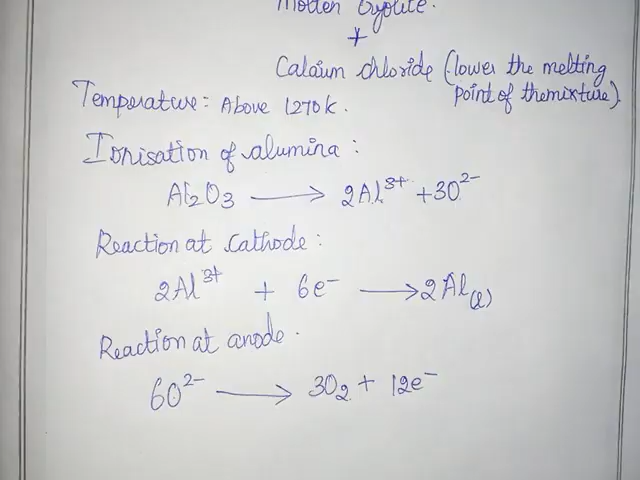 Molten Cryolite.
+
Calcium chloride (lower the melting
point of the mixture)
Temperature: Above 1270K.
Ionisation of alumina:
Al₂O₃ ⟶ 2Al³⁺ + 3O²⁻
Reaction at Cathode:
2Al³⁺ + 6e⁻ ⟶ 2Al(l)
Reaction at anode.
6O²⁻ ⟶ 3O₂ + 12e⁻